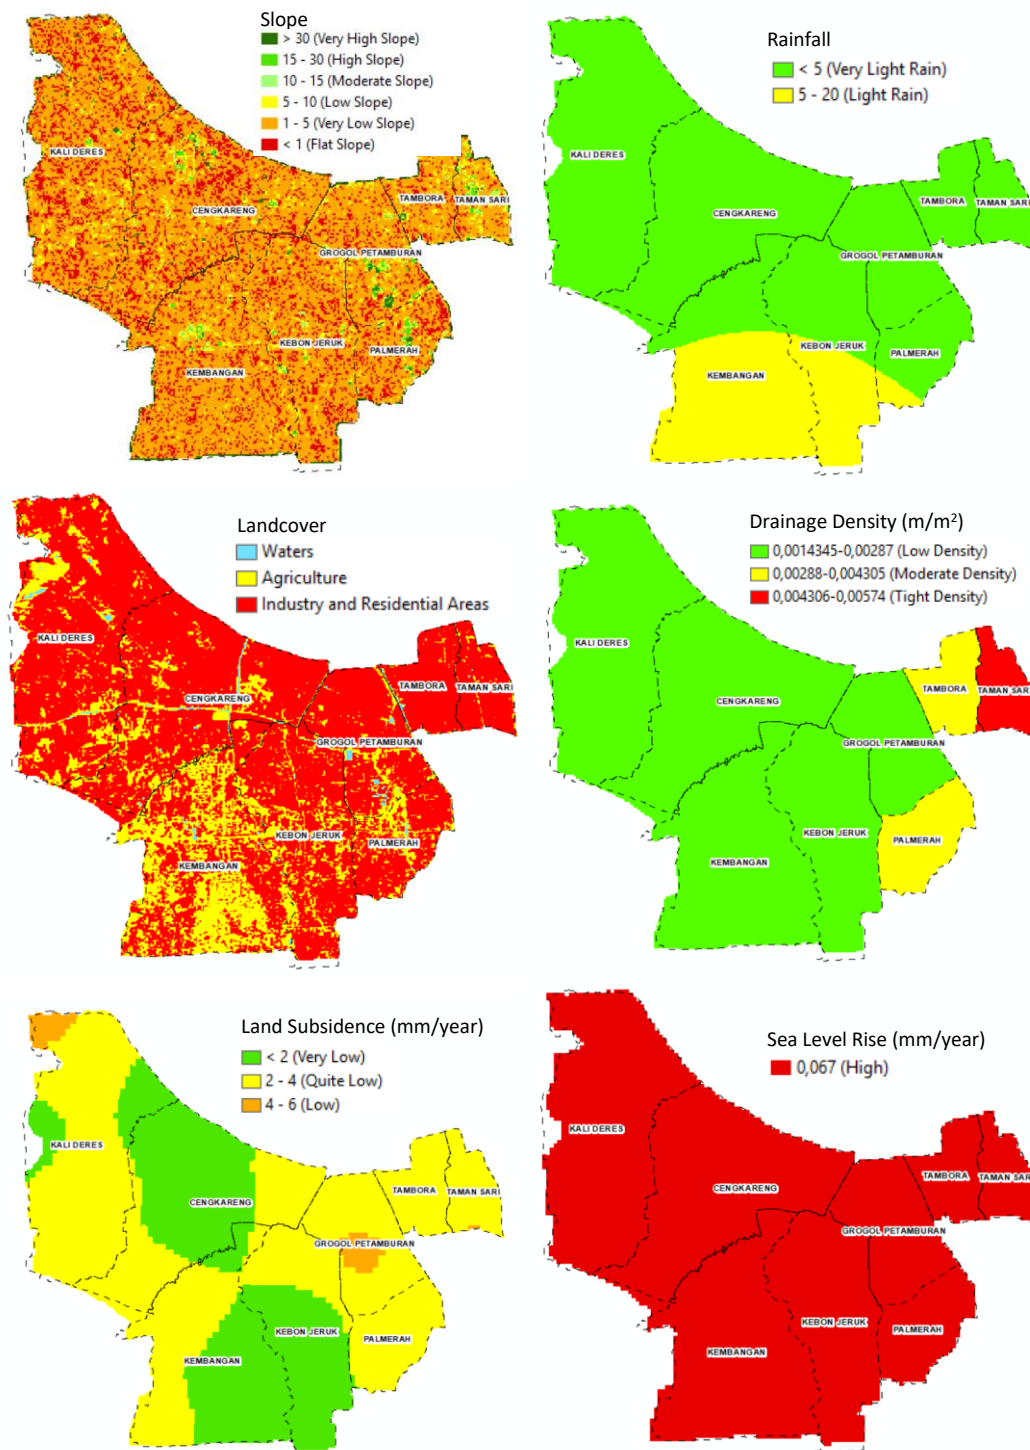 Slope
> 30 (Very High Slope)
15 - 30 (High Slope)
10 - 15 (Moderate Slope)
5 - 10 (Low Slope)
1 - 5 (Very Low Slope)
< 1 (Flat Slope)
KALI DERES
CENGKARENG
TAMBORA
TAMAN SARI
GROGOL PETAMBURAN
KEBON JERUK
PALMERAH
KEMBANGAN
Rainfall
< 5 (Very Light Rain)
5 - 20 (Light Rain)
KALI DERES
CENGKARENG
TAMBORA
TAMAN SARI
GROGOL PETAMBURAN
KEBON JERUK
PALMERAH
KEMBANGAN
Landcover
Waters
Agriculture
Industry and Residential Areas
KALI DERES
CENGKARENG
TAMBORA
TAMAN SARI
GROGOL PETAMBURAN
KEBON JERUK
PALMERAH
KEMBANGAN
Drainage Density (m/m²)
0,0014345-0,00287 (Low Density)
0,00288-0,004305 (Moderate Density)
0,004306-0,00574 (Tight Density)
KALI DERES
CENGKARENG
TAMBORA
TAMAN SARI
GROGOL PETAMBURAN
KEBON JERUK
PALMERAH
KEMBANGAN
Land Subsidence (mm/year)
< 2 (Very Low)
2 - 4 (Quite Low)
4 - 6 (Low)
KALI DERES
CENGKARENG
TAMBORA
TAMAN SARI
GROGOL PETAMBURAN
KEBON JERUK
PALMERAH
KEMBANGAN
Sea Level Rise (mm/year)
0,067 (High)
KALI DERES
CENGKARENG
TAMBORA
TAMAN SARI
GROGOL PETAMBURAN
KEBON JERUK
PALMERAH
KEMBANGAN